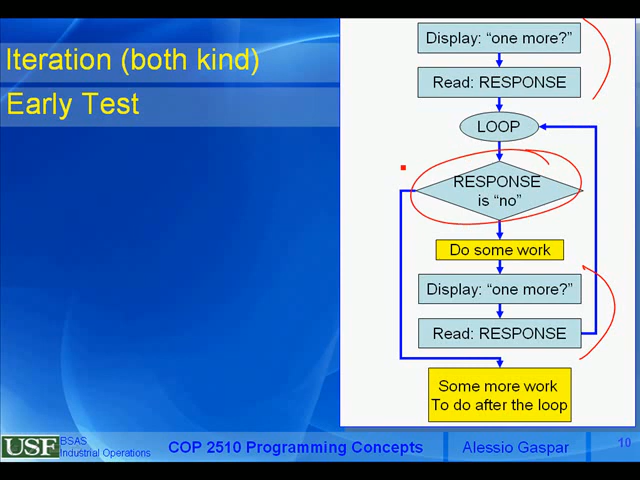 Iteration (both kind)
Early Test
Display: “one more?”
Read: RESPONSE
LOOP
RESPONSE
is “no”
Do some work
Display: “one more?”
Read: RESPONSE
Some more work
To do after the loop
USF
BSAS
Industrial Operations
COP 2510 Programming Concepts
Alessio Gaspar
10